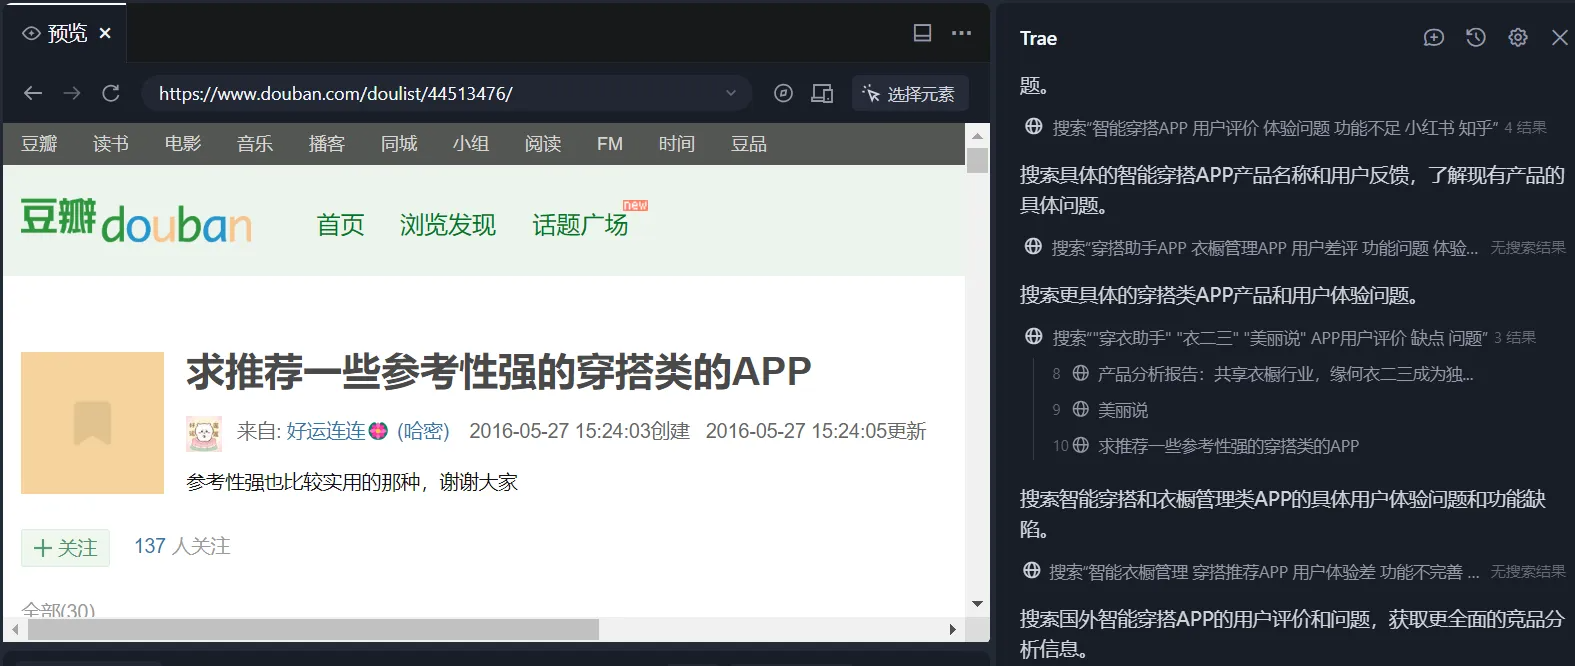 预览
https://www.douban.com/doulist/44513476/
选择元素
豆瓣 读书 电影 音乐 播客 同城 小组 阅读 FM 时间 豆品
豆瓣douban
首页 浏览发现 话题广场 new
求推荐一些参考性强的穿搭类的APP
来自: 好运连连 (哈密) 2016-05-27 15:24:03创建 2016-05-27 15:24:05更新
参考性强也比较实用的那种，谢谢大家
关注 137 人关注
全部(30)
Trae
题。
搜索“智能穿搭APP 用户评价 体验问题 功能不足 小红书 知乎” 4 结果
搜索具体的智能穿搭APP产品名称和用户反馈，了解现有产品的
具体问题。
搜索“穿搭助手APP 衣橱管理APP 用户差评 功能问题 体验... 无搜索结果
搜索更具体的穿搭类APP产品和用户体验问题。
搜索“"穿衣助手" "衣二三" "美丽说" APP用户评价 缺点 问题” 3 结果
8 产品分析报告：共享衣橱行业，缘何衣二三成为独...
9 美丽说
10 求推荐一些参考性强的穿搭类的APP
搜索智能穿搭和衣橱管理类APP的具体用户体验问题和功能缺
陷。
搜索“智能衣橱管理 穿搭推荐APP 用户体验差 功能不完善 ... 无搜索结果
搜索国外智能穿搭APP的用户评价和问题，获取更全面的竞品分
析信息。